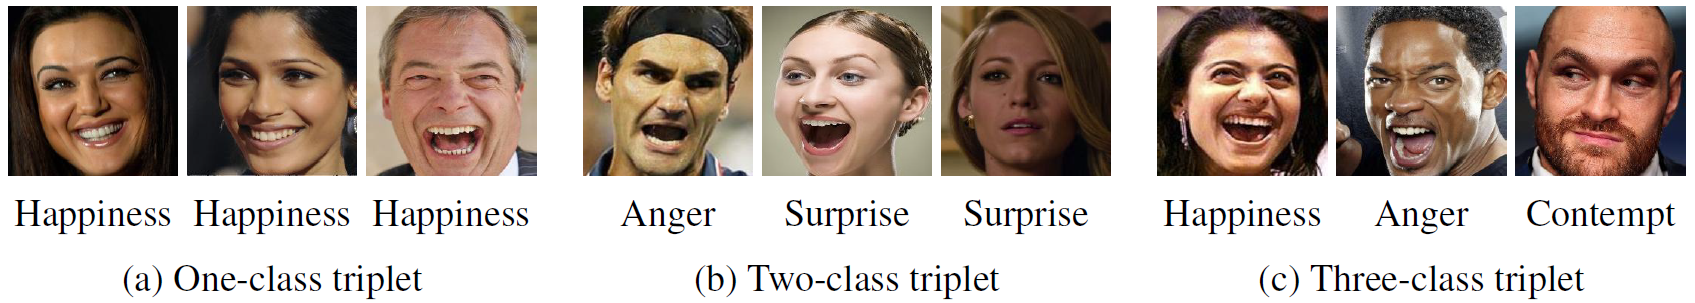 Happiness Happiness Happiness
Anger Surprise Surprise
Happiness Anger Contempt
(a) One-class triplet
(b) Two-class triplet
(c) Three-class triplet